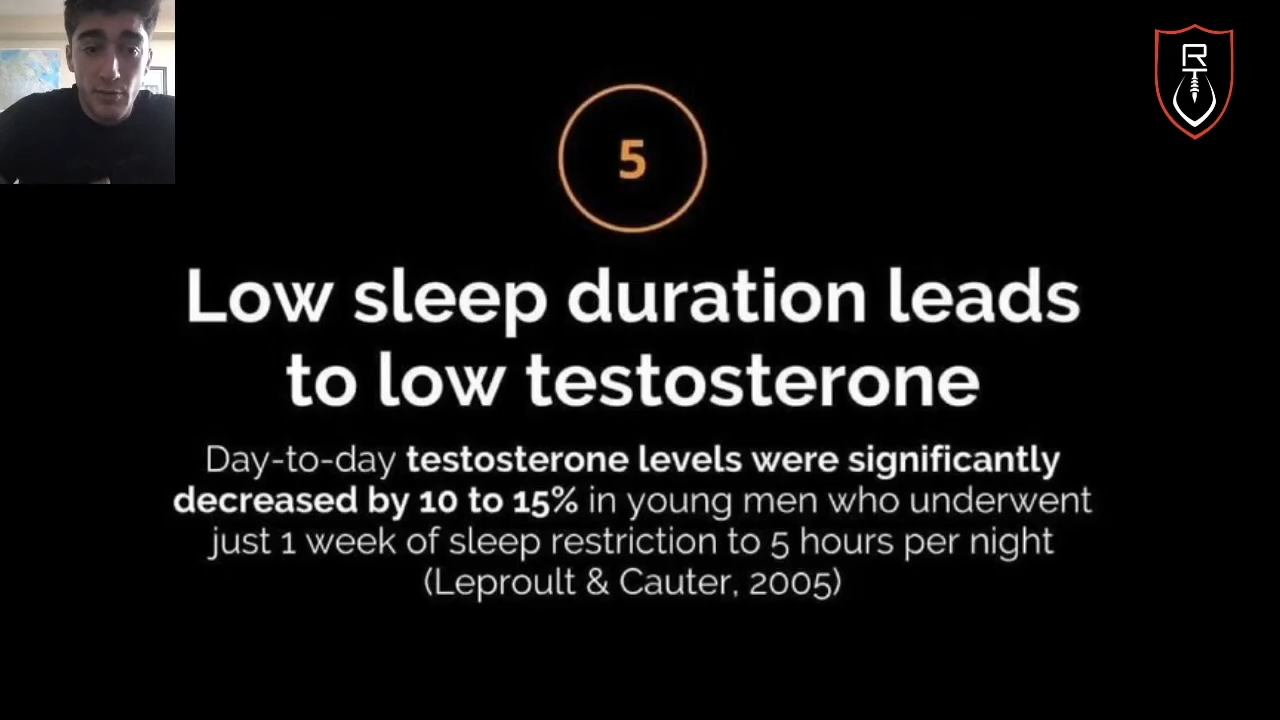 RT
5
Low sleep duration leads
to low testosterone
Day-to-day testosterone levels were significantly
decreased by 10 to 15% in young men who underwent
just 1 week of sleep restriction to 5 hours per night
(Leproult & Cauter, 2005)